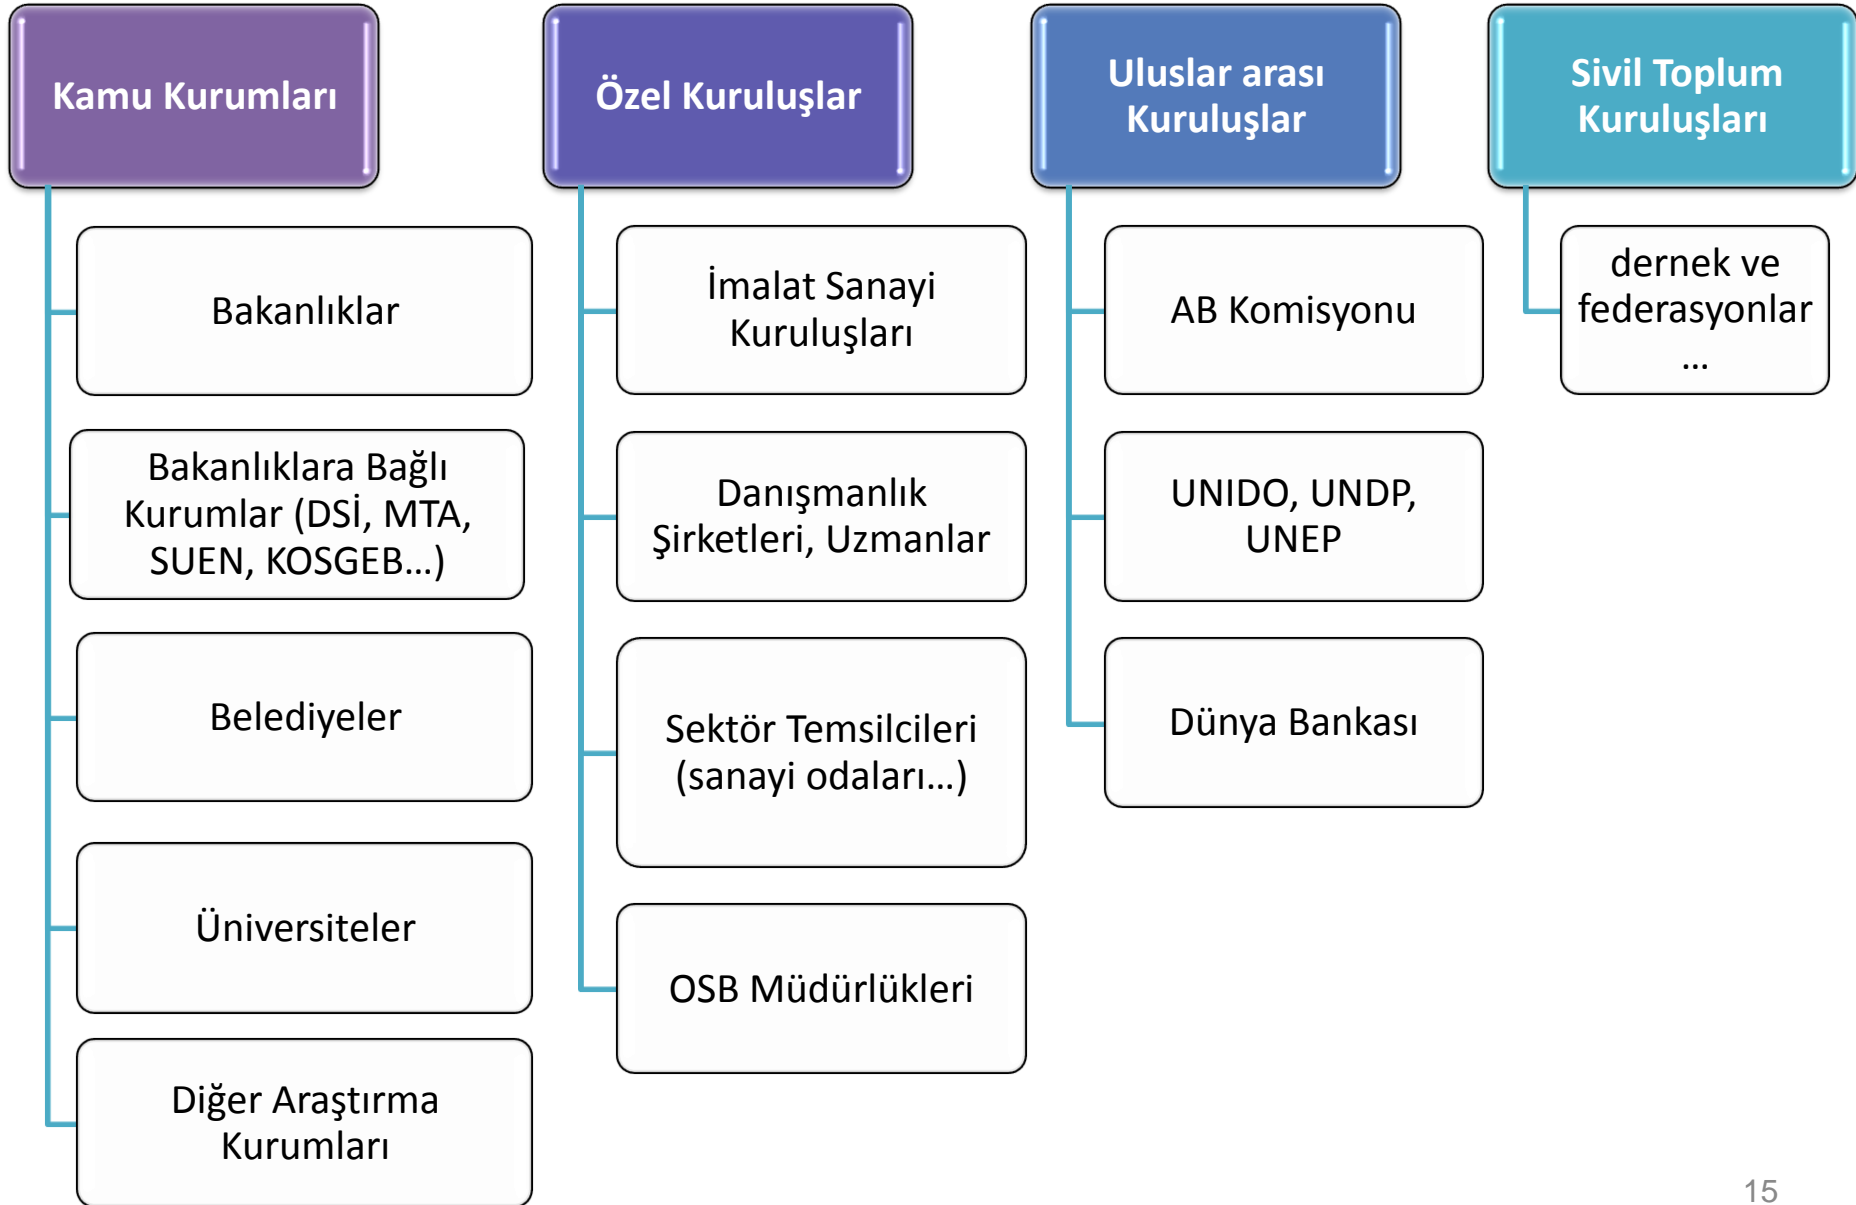 Kamu Kurumları
Bakanlıklar
Bakanlıklara Bağlı
Kurumlar (DSİ, MTA,
SUEN, KOSGEB…)
Belediyeler
Üniversiteler
Diğer Araştırma
Kurumları
Özel Kuruluşlar
İmalat Sanayi
Kuruluşları
Danışmanlık
Şirketleri, Uzmanlar
Sektör Temsilcileri
(sanayi odaları…)
OSB Müdürlükleri
Uluslar arası
Kuruluşlar
AB Komisyonu
UNIDO, UNDP,
UNEP
Dünya Bankası
Sivil Toplum
Kuruluşları
dernek ve
federasyonlar
…
15